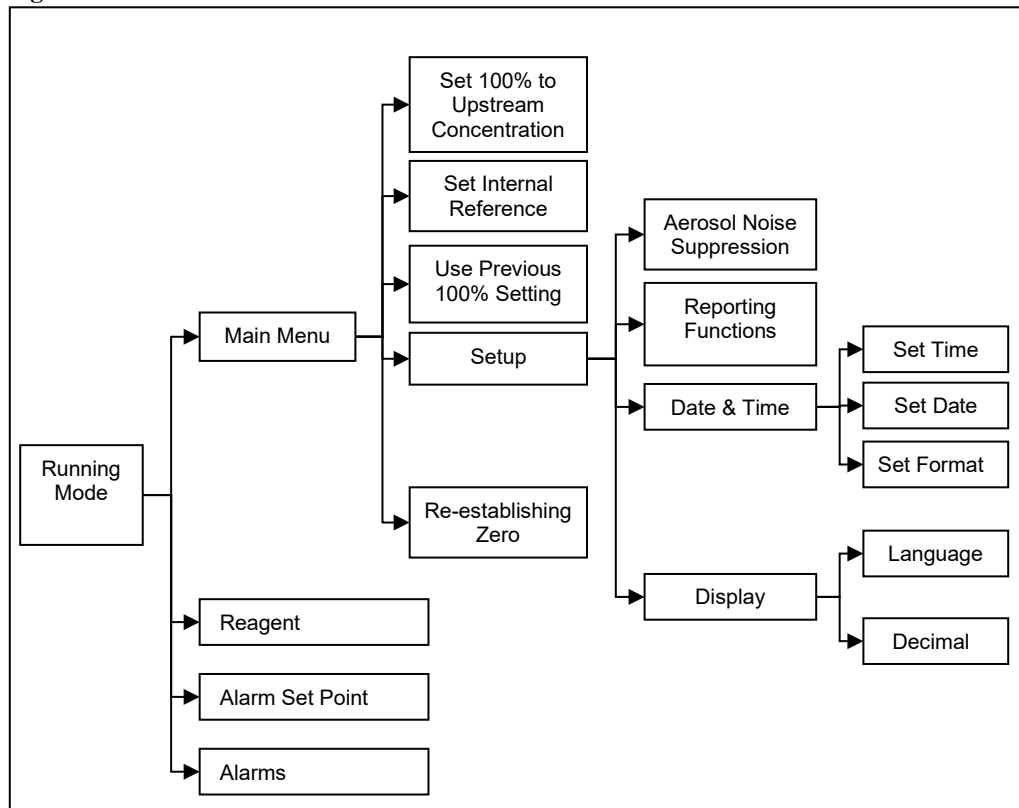 Set 100% to
Upstream
Concentration
Set Internal
Reference
Aerosol Noise
Suppression
Use Previous
100% Setting
Reporting
Functions
Main Menu
Setup
Set Time
Date & Time
Set Date
Running
Mode
Set Format
Re-establishing
Zero
Language
Display
Reagent
Decimal
Alarm Set Point
Alarms